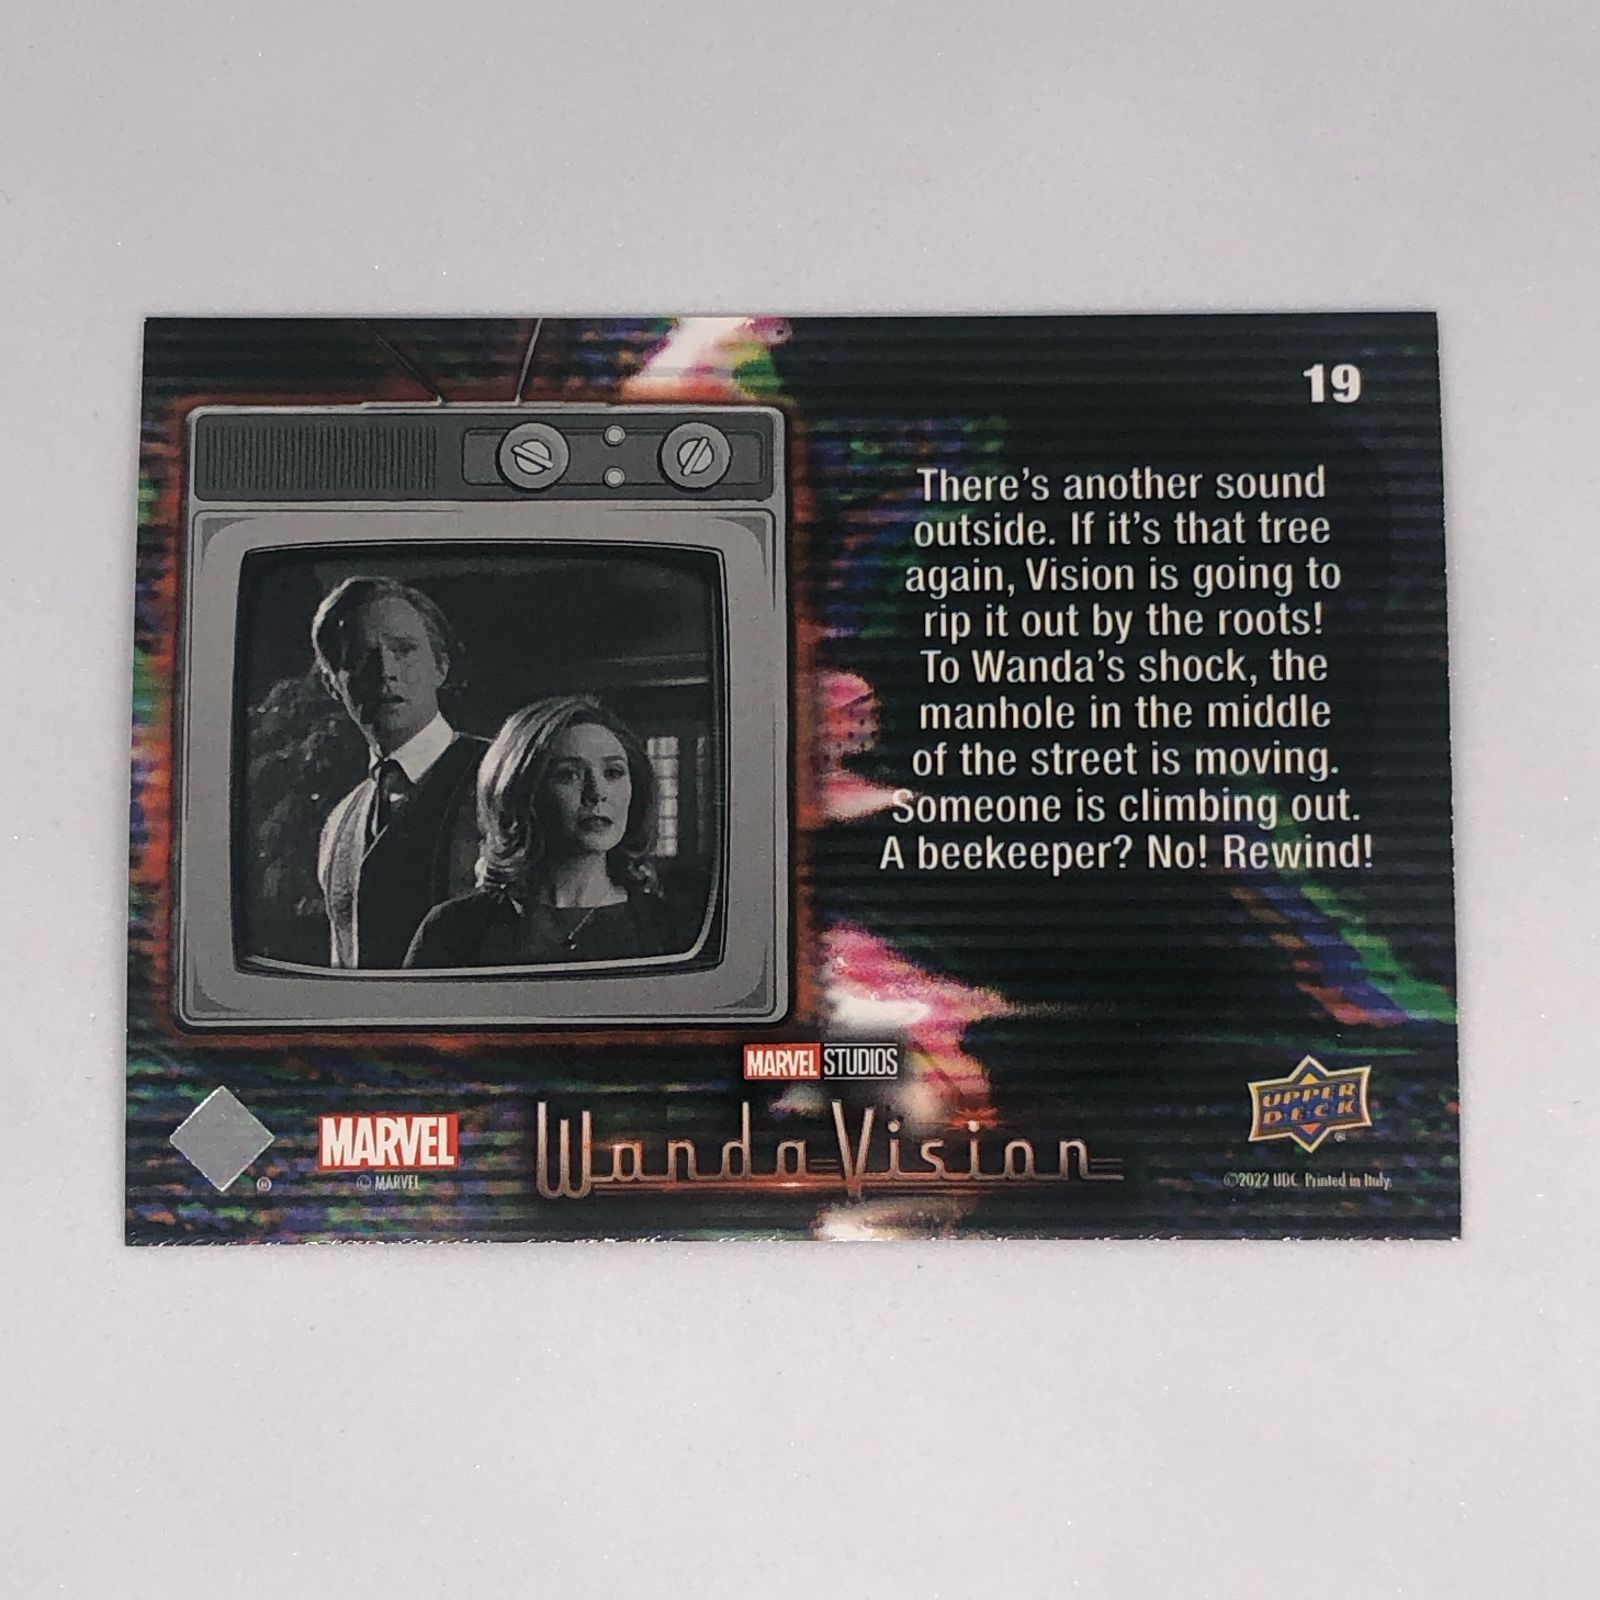 19
There's another sound
outside. If it's that tree
again, Vision is going to
rip it out by the roots!
To Wanda's shock, the
manhole in the middle
of the street is moving.
Someone is climbing out.
A beekeeper? No! Rewind!
MARVEL STUDIOS
WandaVision
MARVEL
© MARVEL
UPPER
DECK
©2022 UDC. Printed in Italy.